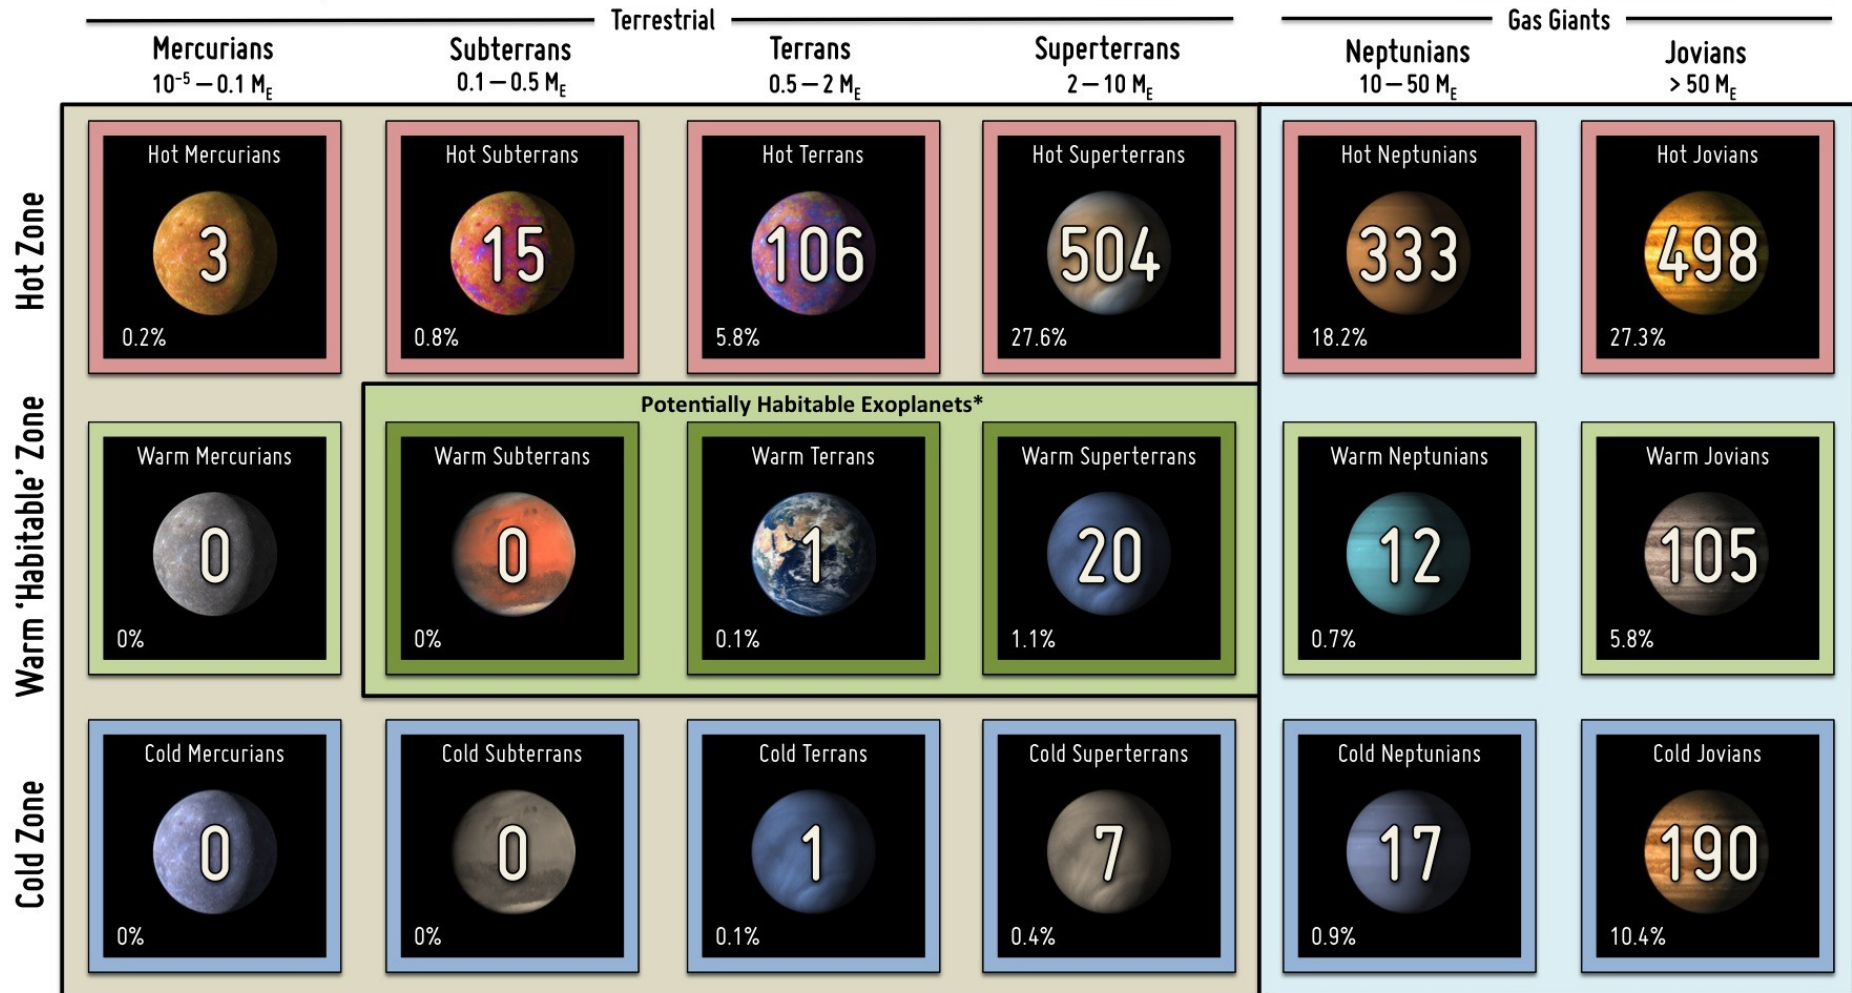 Terrestrial Gas Giants
Mercurians Subterrans Terrans Superterrans Neptunians Jovians
10⁻⁵ — 0.1 M_E 0.1 — 0.5 M_E 0.5 — 2 M_E 2 — 10 M_E 10 — 50 M_E > 50 M_E
Hot Zone
Hot Mercurians Hot Subterrans Hot Terrans Hot Superterrans Hot Neptunians Hot Jovians
3 15 106 504 333 498
0.2% 0.8% 5.8% 27.6% 18.2% 27.3%
Warm ‘Habitable’ Zone
Potentially Habitable Exoplanets*
Warm Mercurians Warm Subterrans Warm Terrans Warm Superterrans Warm Neptunians Warm Jovians
0 0 1 20 12 105
0% 0% 0.1% 1.1% 0.7% 5.8%
Cold Zone
Cold Mercurians Cold Subterrans Cold Terrans Cold Superterrans Cold Neptunians Cold Jovians
0 0 1 7 17 190
0% 0% 0.1% 0.4% 0.9% 10.4%